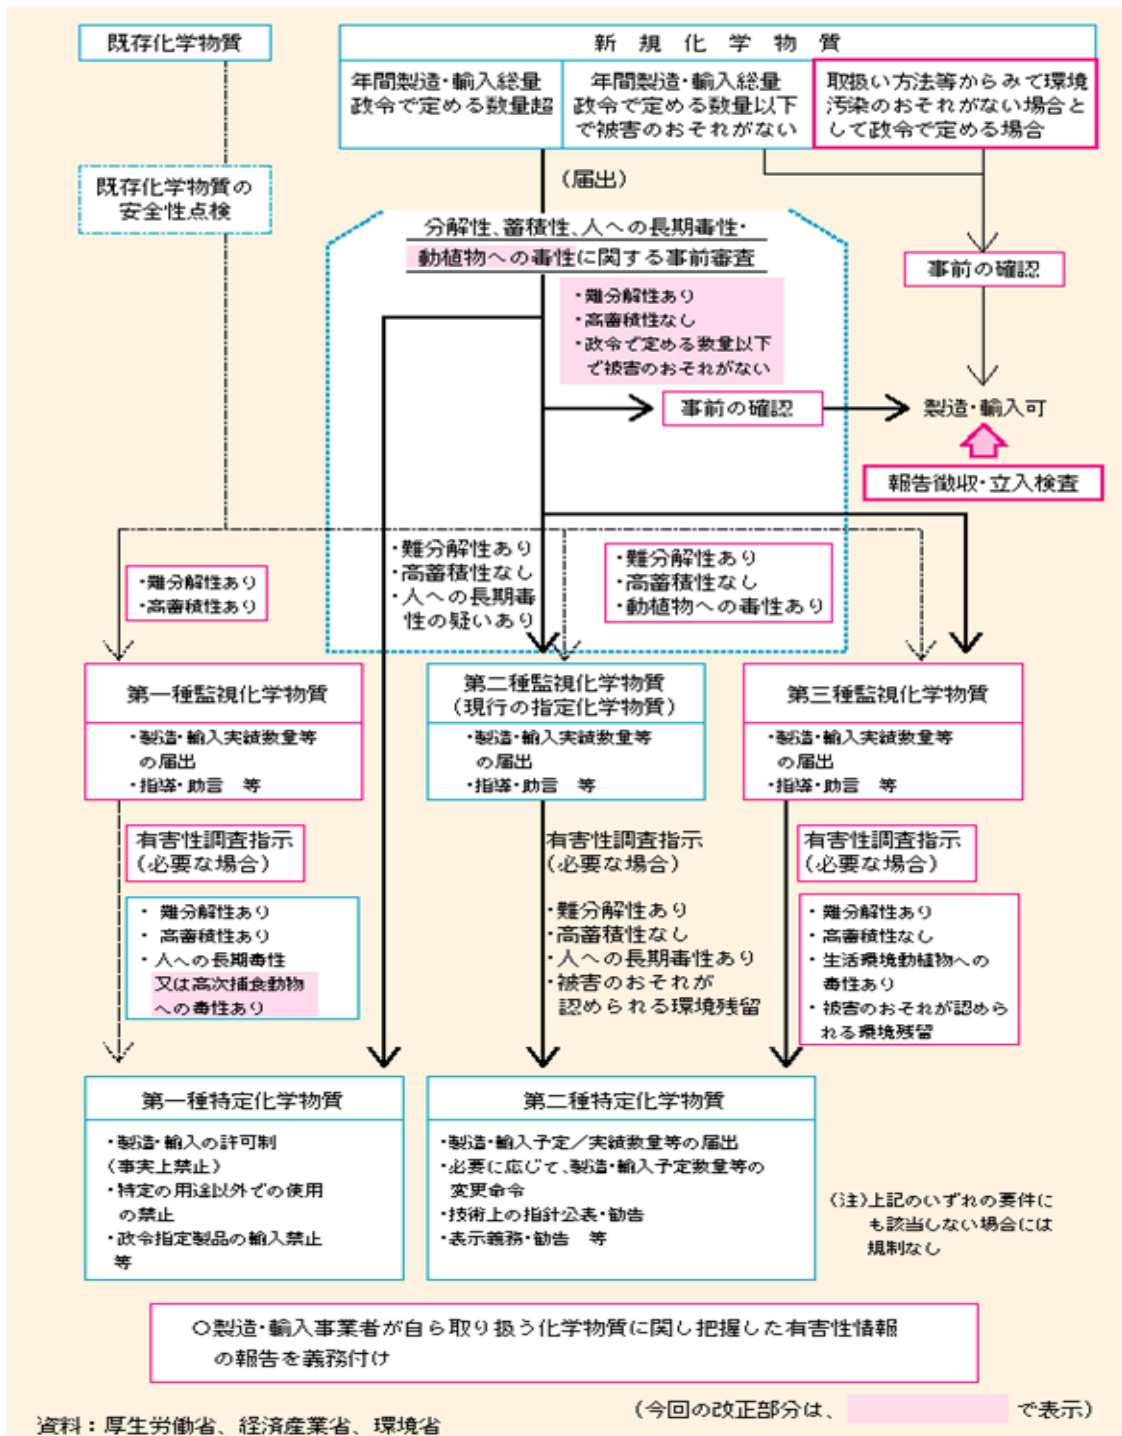 既存化学物質
新規化学物質
年間製造・輸入総量
政令で定める数量超
年間製造・輸入総量
政令で定める数量以下
で被害のおそれがない
取扱い方法等からみて環境
汚染のおそれがない場合と
して政令で定める場合
(届出)
既存化学物質の
安全性点検
分解性、蓄積性、人への長期毒性・
動植物への毒性に関する事前審査
事前の確認
・難分解性あり
・高蓄積性なし
・政令で定める数量以下
で被害のおそれがない
事前の確認
製造・輸入可
報告徴収・立入検査
・難分解性あり
・高蓄積性あり
・難分解性あり
・高蓄積性なし
・人への長期毒
性の疑いあり
・難分解性あり
・高蓄積性なし
・動植物への毒性あり
第一種監視化学物質
・製造・輸入実績数量等
の届出
・指導・助言 等
第二種監視化学物質
(現行の指定化学物質)
・製造・輸入実績数量等
の届出
・指導・助言 等
第三種監視化学物質
・製造・輸入実績数量等
の届出
・指導・助言 等
有害性調査指示
(必要な場合)
・ 難分解性あり
・ 高蓄積性あり
・ 人への長期毒性
又は高次捕食動物
への毒性あり
有害性調査指示
(必要な場合)
・難分解性あり
・高蓄積性なし
・人への長期毒性あり
・被害のおそれが
認められる環境残留
有害性調査指示
(必要な場合)
・難分解性あり
・高蓄積性なし
・生活環境動植物への
毒性あり
・被害のおそれが認めら
れる環境残留
第一種特定化学物質
・製造・輸入の許可制
(事実上禁止)
・特定の用途以外での使用
の禁止
・政令指定製品の輸入禁止
等
第二種特定化学物質
・製造・輸入予定/実績数量等の届出
・必要に応じて、製造・輸入予定数量等の
変更命令
・技術上の指針公表・勧告
・表示義務・勧告 等
(注)上記のいずれの要件に
も該当しない場合には
規制なし
○製造・輸入事業者が自ら取り扱う化学物質に関し把握した有害性情報
の報告を義務付け
(今回の改正部分は、 で表示)
資料:厚生労働省、経済産業省、環境省